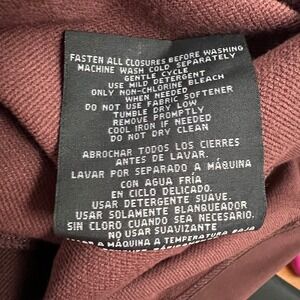 FASTEN ALL CLOSURES BEFORE WASHING
MACHINE WASH COLD SEPARATELY
GENTLE CYCLE
USE MILD DETERGENT
ONLY NON-CHLORINE BLEACH
WHEN NEEDED
DO NOT USE FABRIC SOFTENER
TUMBLE DRY LOW
REMOVE PROMPTLY
COOL IRON IF NEEDED
DO NOT DRY CLEAN
ABROCHAR TODOS LOS CIERRES
ANTES DE LAVAR.
LAVAR POR SEPARADO A MÁQUINA
CON AGUA FRÍA
EN CICLO DELICADO.
USAR DETERGENTE SUAVE.
USAR SOLAMENTE BLANQUEADOR
SIN CLORO CUANDO SEA NECESARIO.
NO USAR SUAVIZANTE
A MÁQUINA A TEMPERATURA BAJA